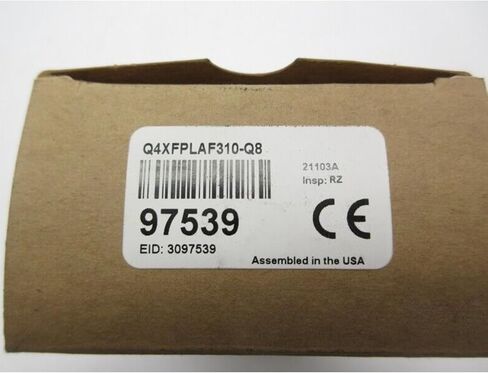 Q4XFPLAF310-Q8
21103A
Insp: RZ
97539
CE
EID: 3097539
Assembled in the USA